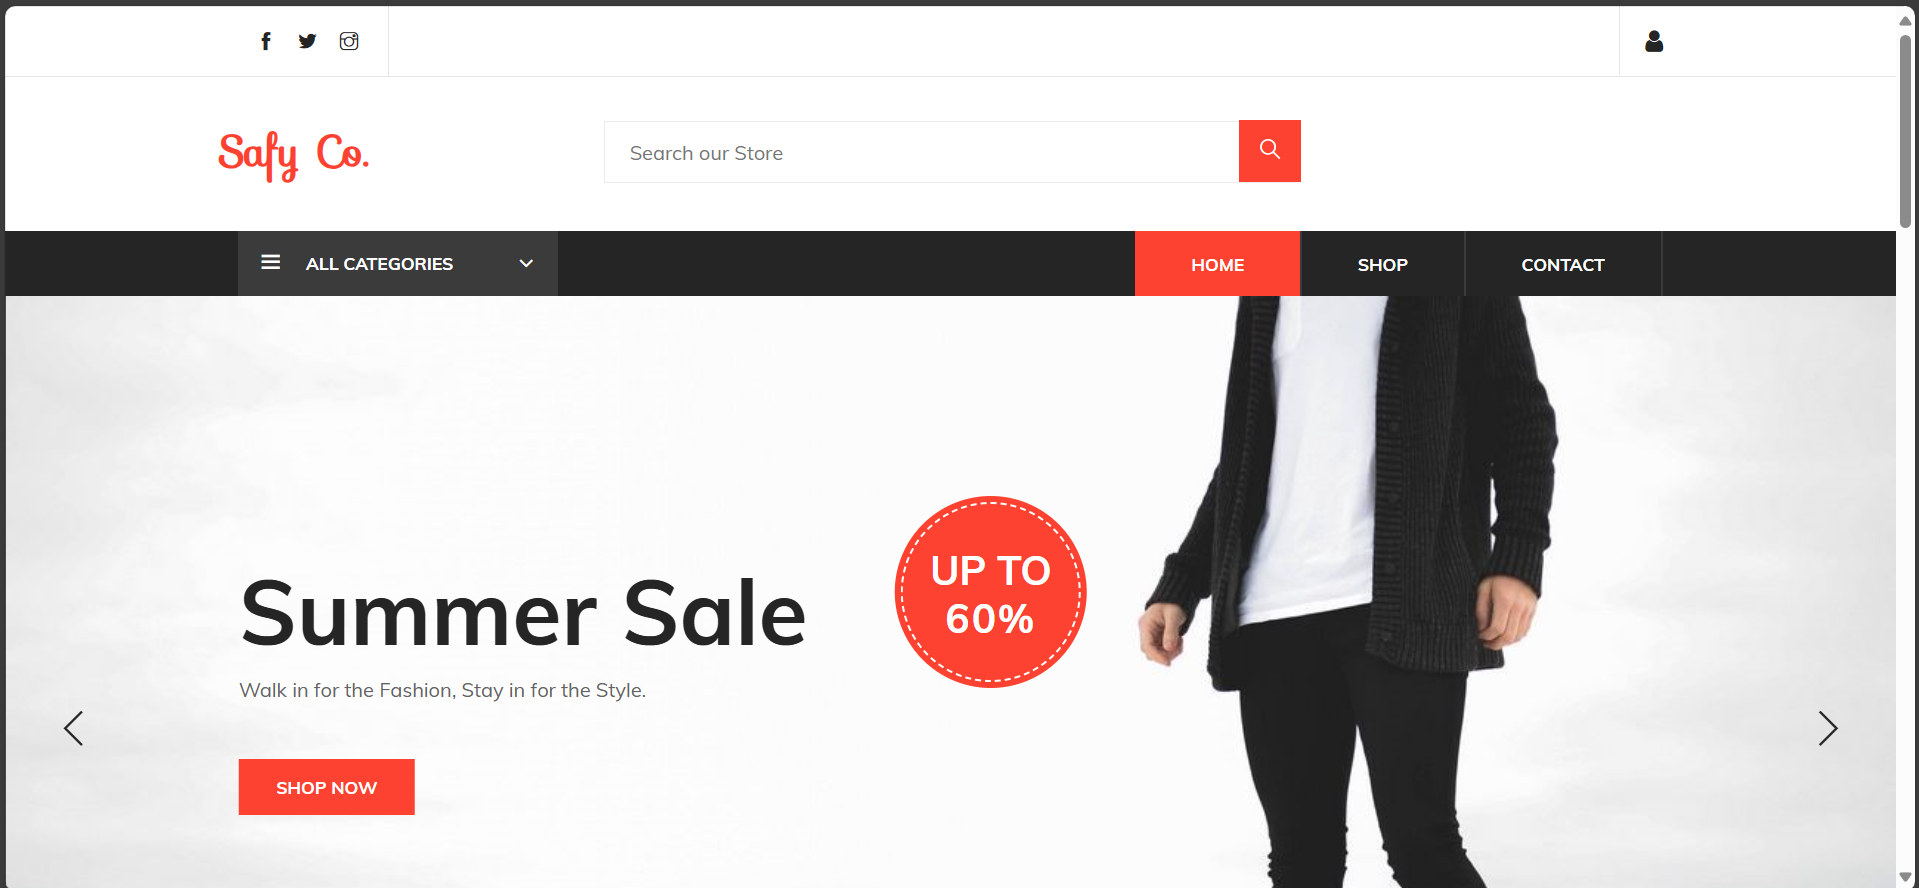 Safy Co.
Search our Store
ALL CATEGORIES
HOME
SHOP
CONTACT
UP TO
60%
Summer Sale
Walk in for the Fashion, Stay in for the Style.
SHOP NOW